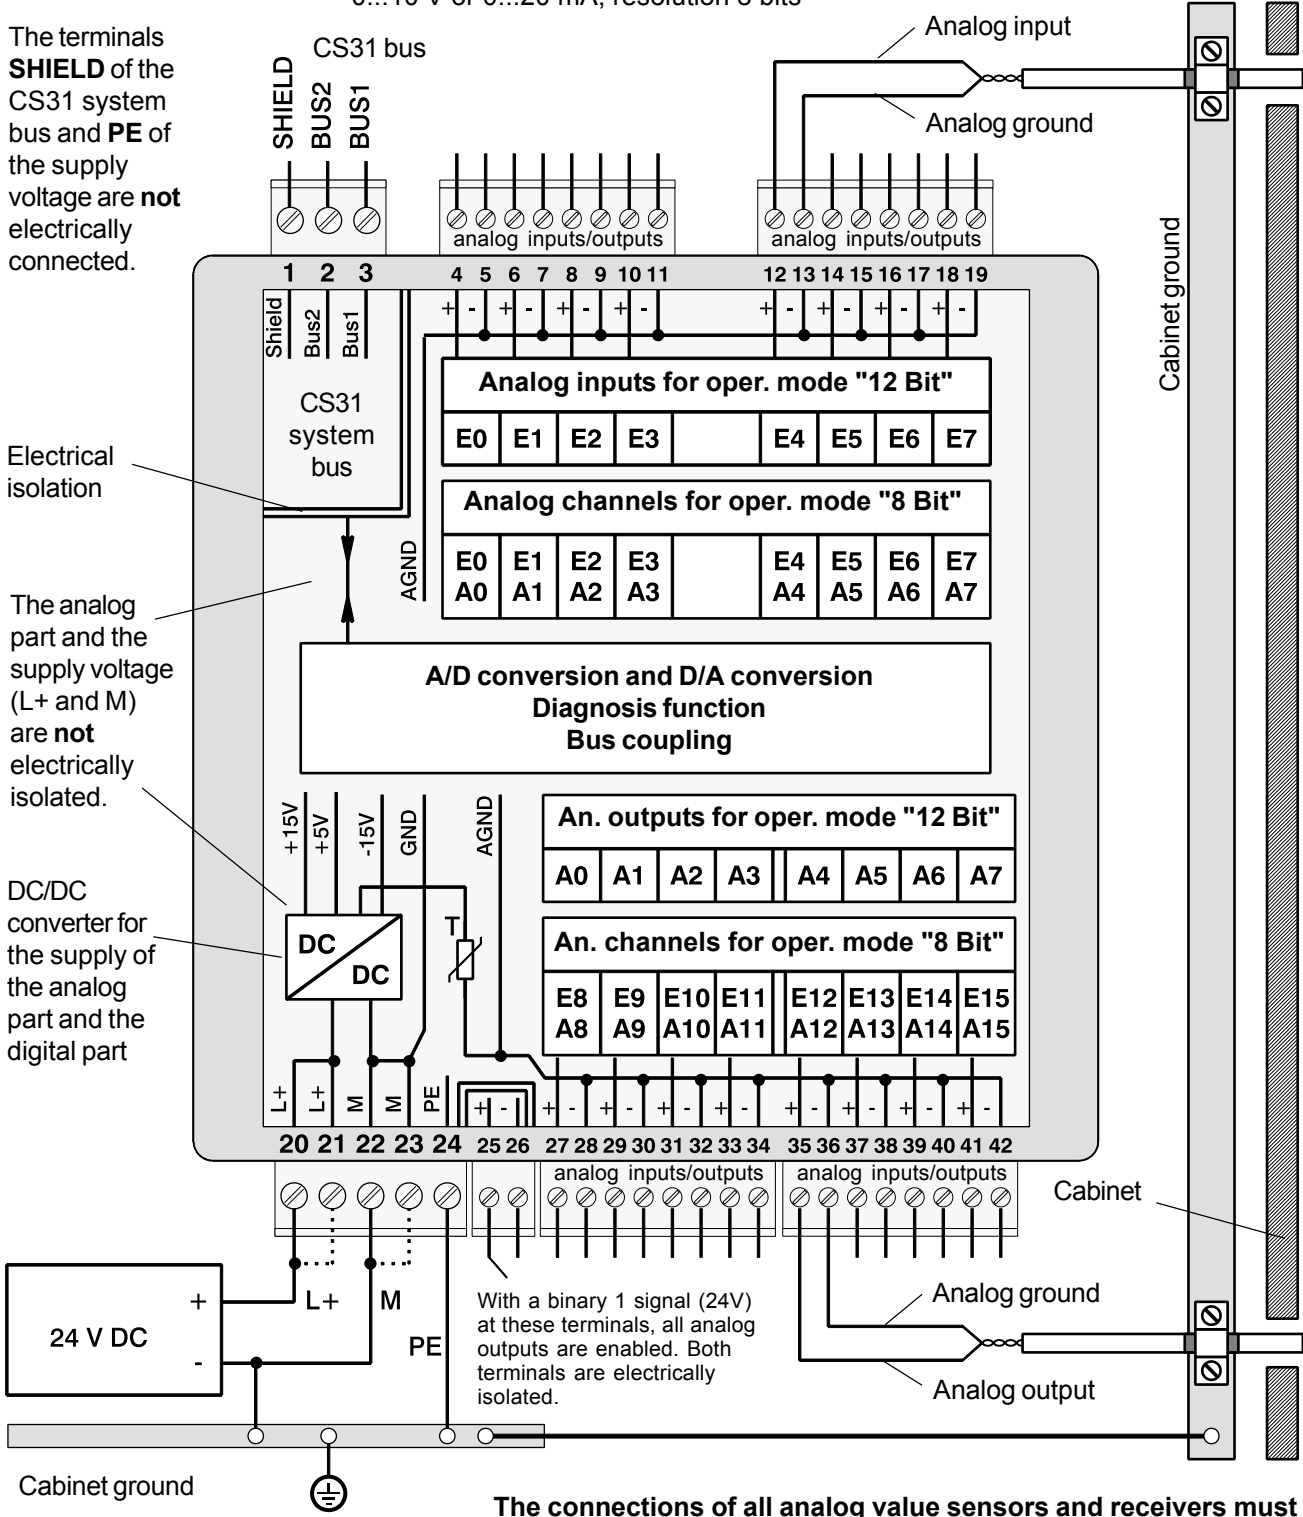 0...10 V or 0...20 mA, resolution 8 bits
The terminals
SHIELD of the
CS31 system
bus and PE of
the supply
voltage are not
electrically
connected.
CS31 bus
SHIELD
BUS2
BUS1
Analog input
Analog ground
Cabinet ground
analog inputs/outputs
analog inputs/outputs
1 2 3 4 5 6 7 8 9 10 11 12 13 14 15 16 17 18 19
+ - + - + - + - + - + - + - + -
Shield
Bus2
Bus1
CS31
system
bus
Electrical
isolation
AGND
Analog inputs for oper. mode "12 Bit"
E0 E1 E2 E3 E4 E5 E6 E7
Analog channels for oper. mode "8 Bit"
E0 E1 E2 E3 E4 E5 E6 E7
A0 A1 A2 A3 A4 A5 A6 A7
The analog
part and the
supply voltage
(L+ and M)
are not
electrically
isolated.
A/D conversion and D/A conversion
Diagnosis function
Bus coupling
+15V
+5V
-15V
GND
AGND
An. outputs for oper. mode "12 Bit"
A0 A1 A2 A3 A4 A5 A6 A7
DC/DC
converter for
the supply of
the analog
part and the
digital part
DC
DC
T
An. channels for oper. mode "8 Bit"
E8 E9 E10 E11 E12 E13 E14 E15
A8 A9 A10 A11 A12 A13 A14 A15
L+
L+
M
M
PE
+ - + - + - + - + - + - + - + - + -
20 21 22 23 24 25 26 27 28 29 30 31 32 33 34 35 36 37 38 39 40 41 42
analog inputs/outputs
analog inputs/outputs
Cabinet
24 V DC
+
-
L+
M
PE
With a binary 1 signal (24V)
at these terminals, all analog
outputs are enabled. Both
terminals are electrically
isolated.
Analog ground
Analog output
Cabinet ground
The connections of all analog value sensors and receivers must